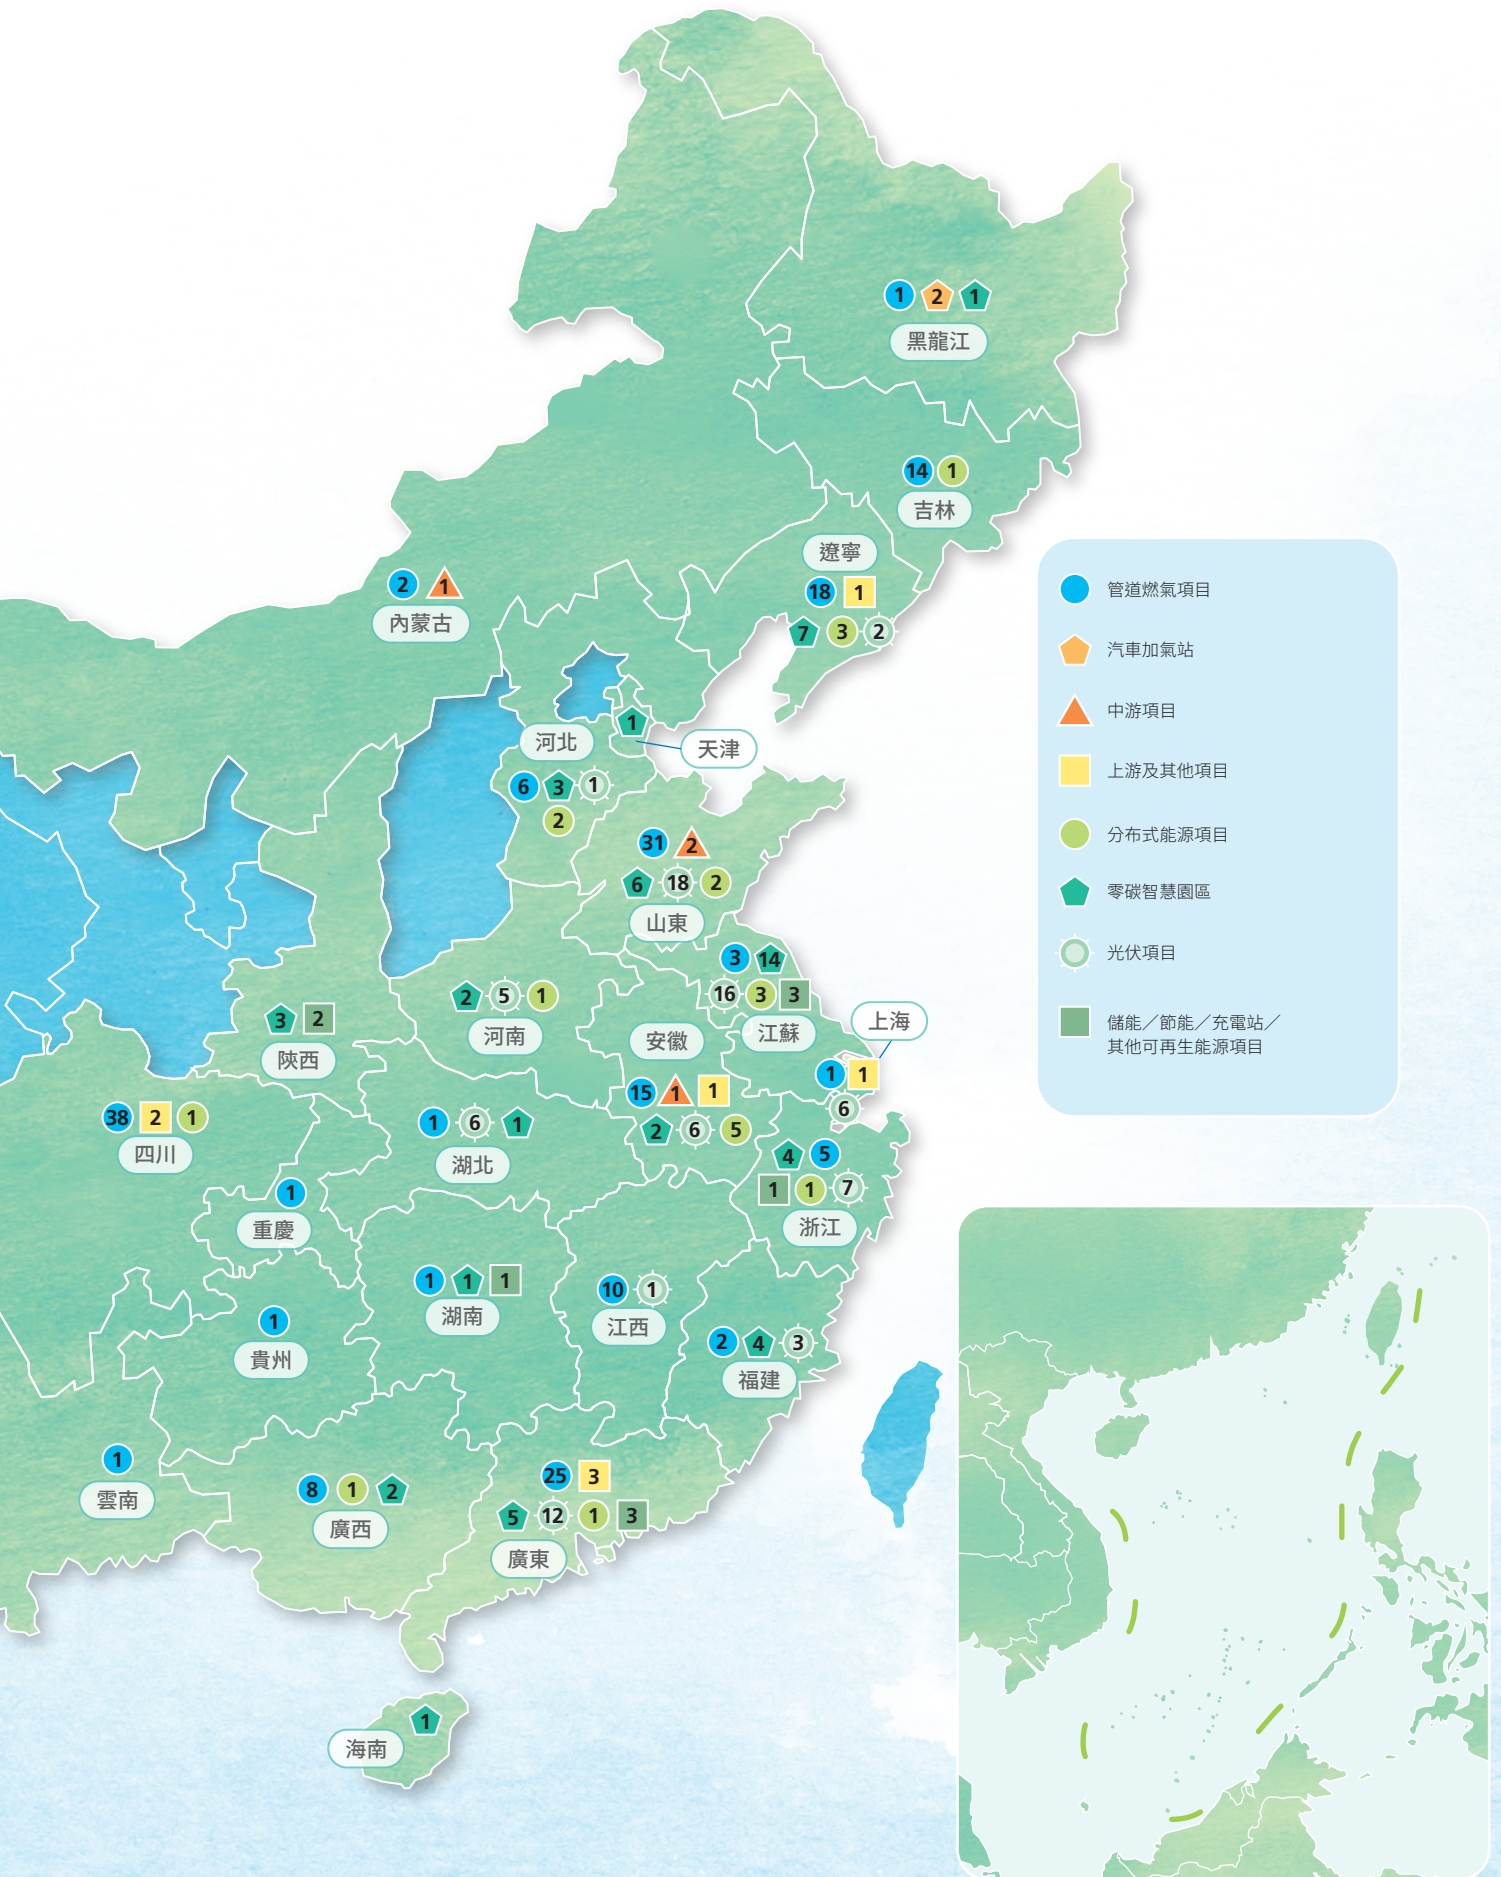 1 2 1
黑龍江
14 1
吉林
遼寧
18 1
7 3 2
2 1
內蒙古
1
天津
河北
6 3 1
2
31 2
6 18 2
山東
3 14
16 3 3
江蘇
上海
1 1
6
2 5 1
河南
安徽
15 1 1
2 6 5
3 2
陝西
38 2 1
四川
1 6 1
湖北
4 5
1 1 7
浙江
1
重慶
1 1 1
湖南
10 1
江西
2 4 3
福建
1
貴州
1
雲南
8 1 2
廣西
25 3
5 12 1 3
廣東
1
海南
管道燃氣項目
汽車加氣站
中游項目
上游及其他項目
分布式能源項目
零碳智慧園區
光伏項目
儲能／節能／充電站／
其他可再生能源項目